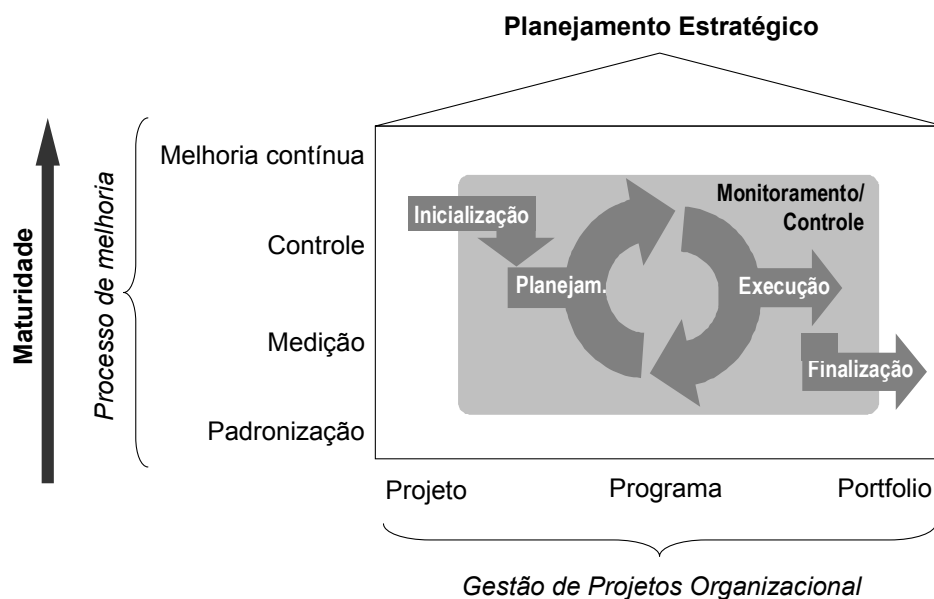 Planejamento Estratégico
Maturidade
Processo de melhoria
Melhoria contínua
Controle
Medição
Padronização
Inicialização
Planejam.
Monitoramento/
Controle
Execução
Finalização
Projeto
Programa
Portfolio
Gestão de Projetos Organizacional